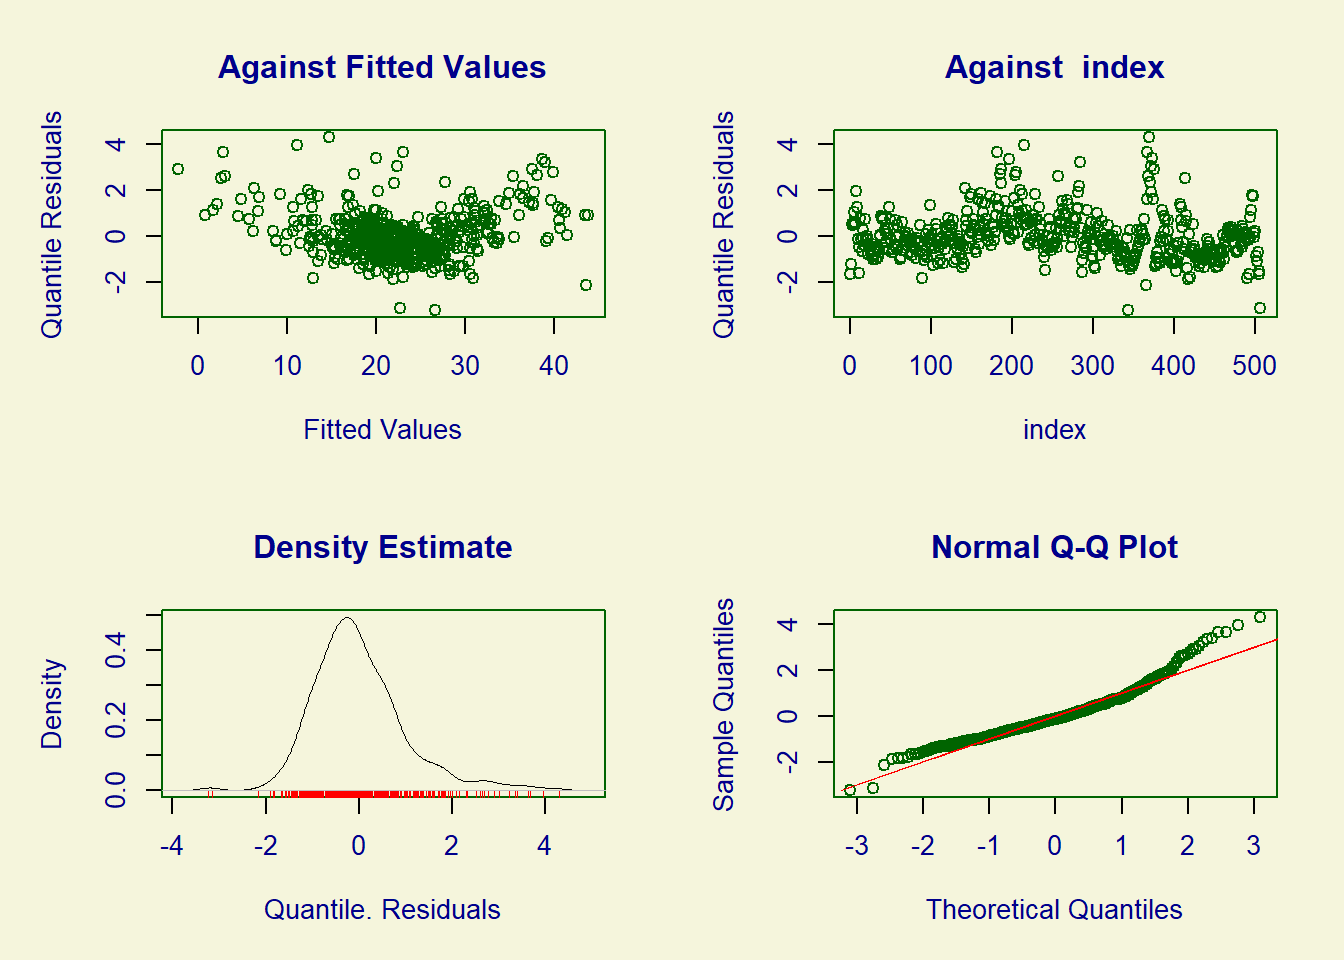 Against Fitted Values
Quantile Residuals
4
2
0
-2
0 10 20 30 40
Fitted Values
Against  index
Quantile Residuals
4
2
0
-2
0 100 200 300 400 500
index
Density Estimate
Density
0.4
0.2
0.0
-4 -2 0 2 4
Quantile. Residuals
Normal Q-Q Plot
Sample Quantiles
4
2
0
-2
-3 -2 -1 0 1 2 3
Theoretical Quantiles